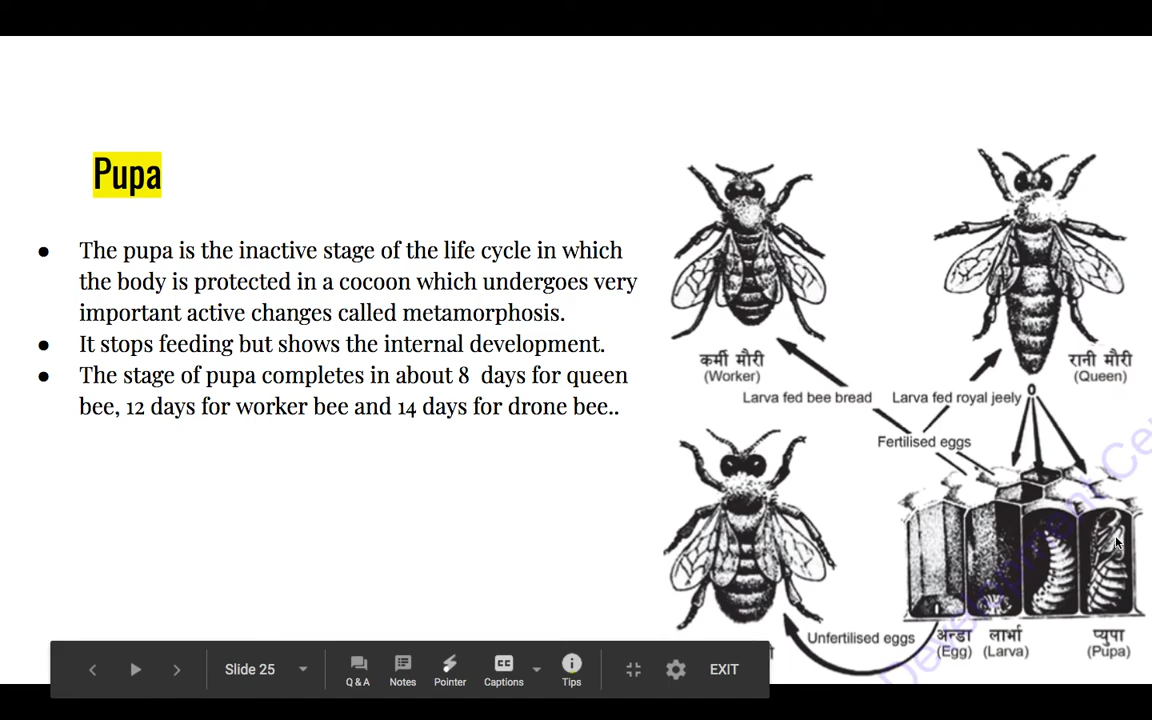 Pupa
● The pupa is the inactive stage of the life cycle in which
the body is protected in a cocoon which undergoes very
important active changes called metamorphosis.
● It stops feeding but shows the internal development.
● The stage of pupa completes in about 8 days for queen
bee, 12 days for worker bee and 14 days for drone bee..
कर्मी मौरी
(Worker)
रानी मौरी
(Queen)
Larva fed bee bread
Larva fed royal jeely
Fertilised eggs
Unfertilised eggs
अन्डा
(Egg)
लार्भा
(Larva)
प्यूपा
(Pupa)
Slide 25
Q & A
Notes
Pointer
CC
Captions
Tips
EXIT